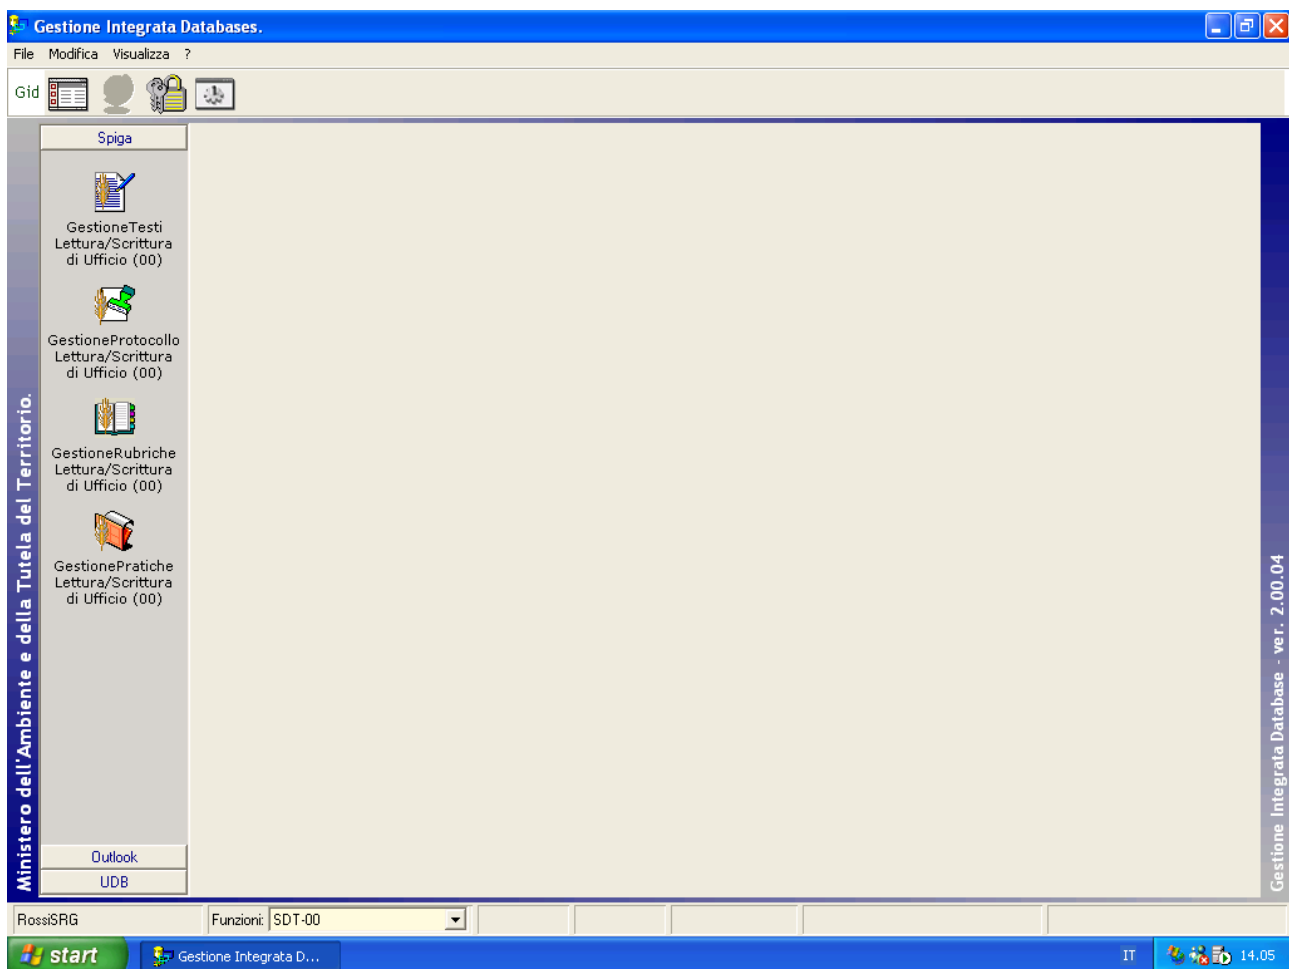 Gestione Integrata Databases.
File Modifica Visualizza ?
Gid
Spiga
GestioneTesti
Lettura/Scrittura
di Ufficio (00)
GestioneProtocollo
Lettura/Scrittura
di Ufficio (00)
GestioneRubriche
Lettura/Scrittura
di Ufficio (00)
GestionePratiche
Lettura/Scrittura
di Ufficio (00)
Outlook
UDB
Ministero dell'Ambiente e della Tutela del Territorio.
Gestione Integrata Database - ver. 2.00.04
RossiSRG
Funzioni: SDT-00
start
Gestione Integrata D...
IT
14.05